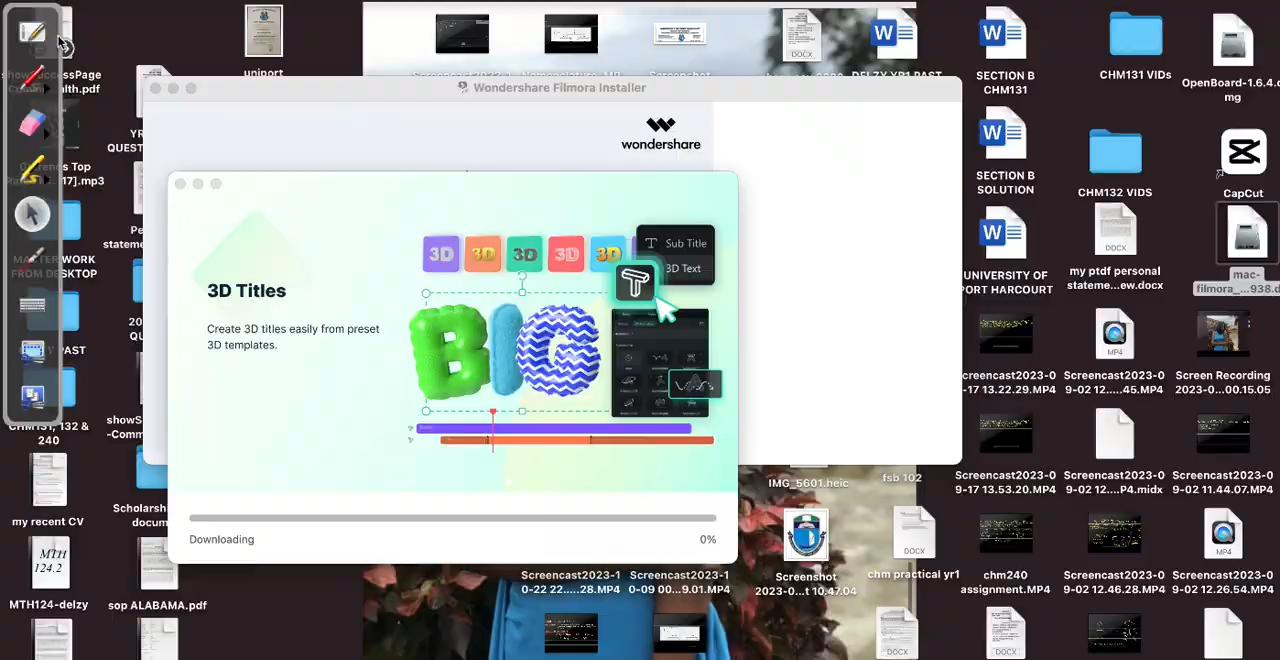 uniport
SECTION B
CHM131
CHM131 VIDs
OpenBoard-1.6.4.d
mg
Wondershare Filmora Installer
wondershare
SECTION B
SOLUTION
CHM132 VIDS
CapCut
3D
3D
3D
3D
3D
Sub Title
3D Text
3D Titles
Create 3D titles easily from preset
3D templates.
BIG
UNIVERSITY OF
PORT HARCOURT
DOCX
my ptdf personal
stateme...ew.docx
mac-
filmora_...938.d
MP4
Screencast2023-0
-17 13.22.29.MP4
9-02 12.....45.MP4
Screen Recording
2023-0...00.15.05
Screencast2023-0
-17 13.53.20.MP4
Screencast2023-0
9-02 12....P4.midx
Screencast2023-0
9-02 11.44.07.MP4
MASTER WORK
FROM DESKTOP
CHM131, 132 &
240
my recent CV
IMG_5601.heic
fsb 102
Downloading
0%
MTH
124.2
MTH124-delzy
sop ALABAMA.pdf
Screencast2023-1
0-22 22.....28.MP4
Screencast2023-1
0-09 00...9.01.MP4
Screenshot
2023-0...t 10.47.04
DOCX
chm practical yr1
chm240
assignment.MP4
Screencast2023-0
9-02 12.46.28.MP4
MP4
Screencast2023-0
9-02 12.26.54.MP4
DOCX
DOCX